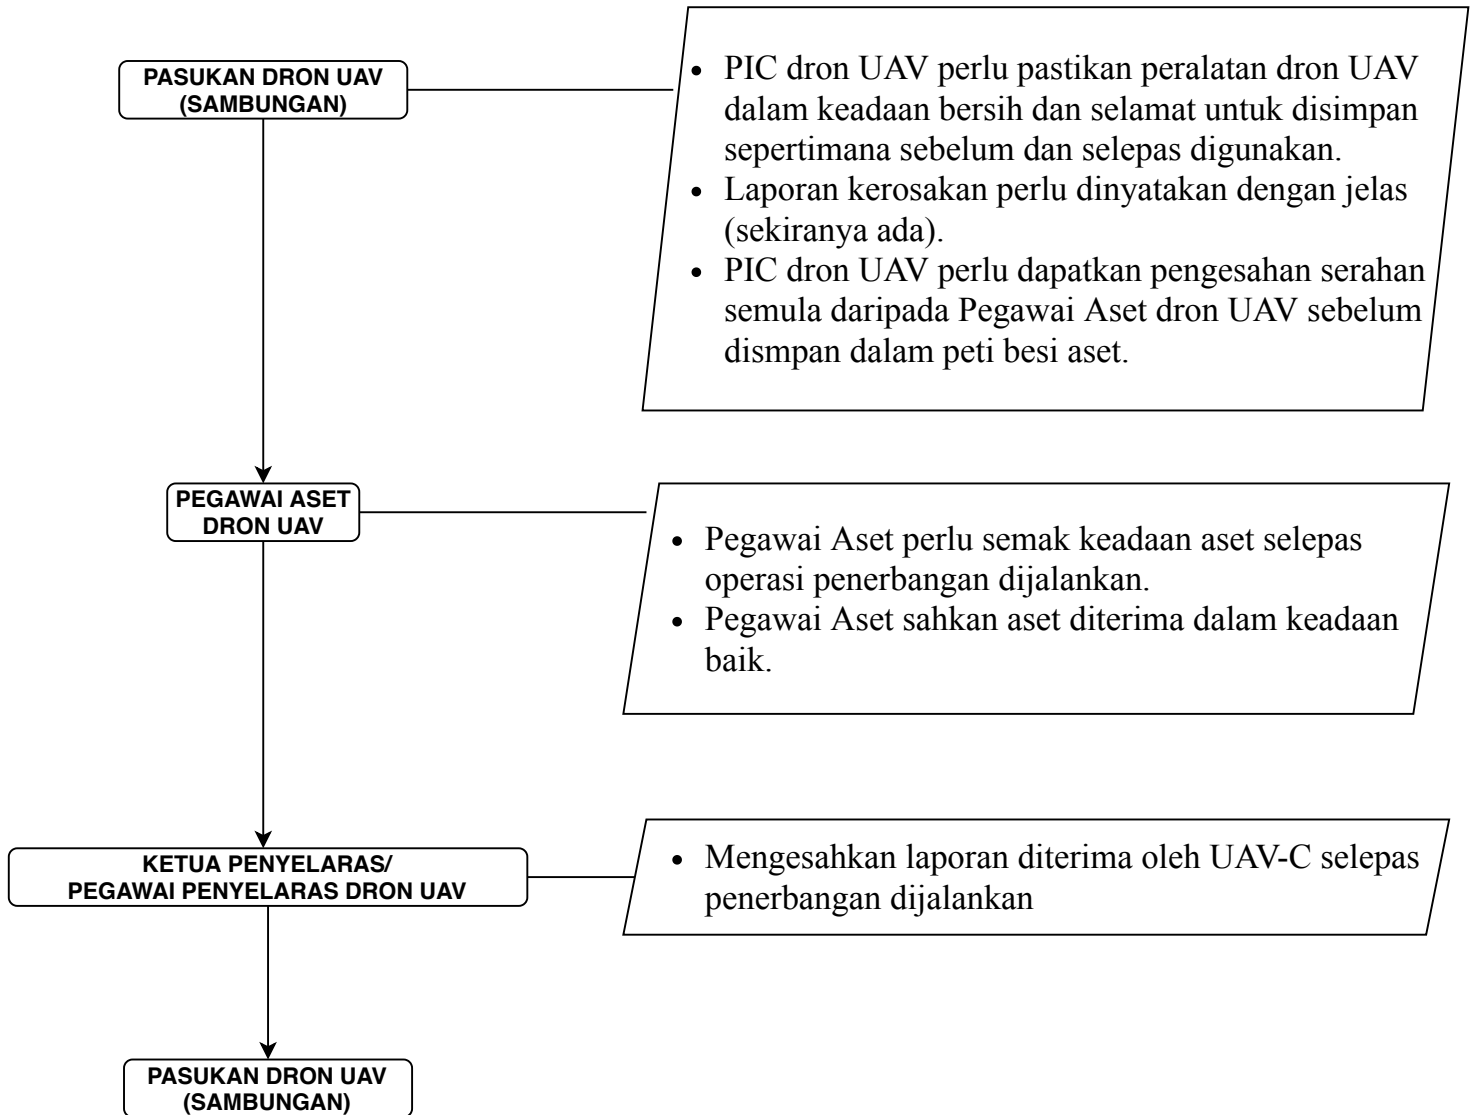 PASUKAN DRON UAV
(SAMBUNGAN)
• PIC dron UAV perlu pastikan peralatan dron UAV
dalam keadaan bersih dan selamat untuk disimpan
sepertimana sebelum dan selepas digunakan.
• Laporan kerosakan perlu dinyatakan dengan jelas
(sekiranya ada).
• PIC dron UAV perlu dapatkan pengesahan serahan
semula daripada Pegawai Aset dron UAV sebelum
dismpan dalam peti besi aset.
PEGAWAI ASET
DRON UAV
• Pegawai Aset perlu semak keadaan aset selepas
operasi penerbangan dijalankan.
• Pegawai Aset sahkan aset diterima dalam keadaan
baik.
KETUA PENYELARAS/
PEGAWAI PENYELARAS DRON UAV
• Mengesahkan laporan diterima oleh UAV-C selepas
penerbangan dijalankan
PASUKAN DRON UAV
(SAMBUNGAN)